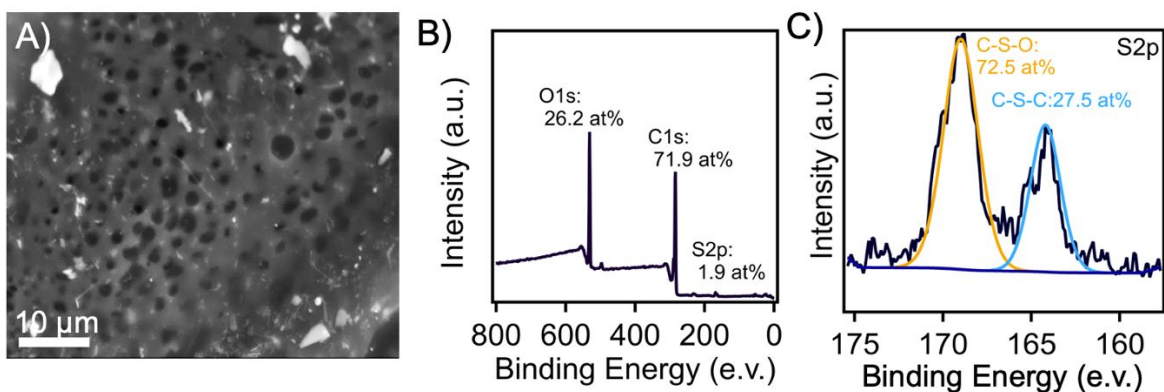 A)
10 µm
B)
Intensity (a.u.)
O1s:
26.2 at%
C1s:
71.9 at%
S2p:
1.9 at%
800 600 400 200 0
Binding Energy (e.v.)
C)
Intensity (a.u.)
C-S-O:
72.5 at%
S2p
C-S-C:27.5 at%
175 170 165 160
Binding Energy (e.v.)